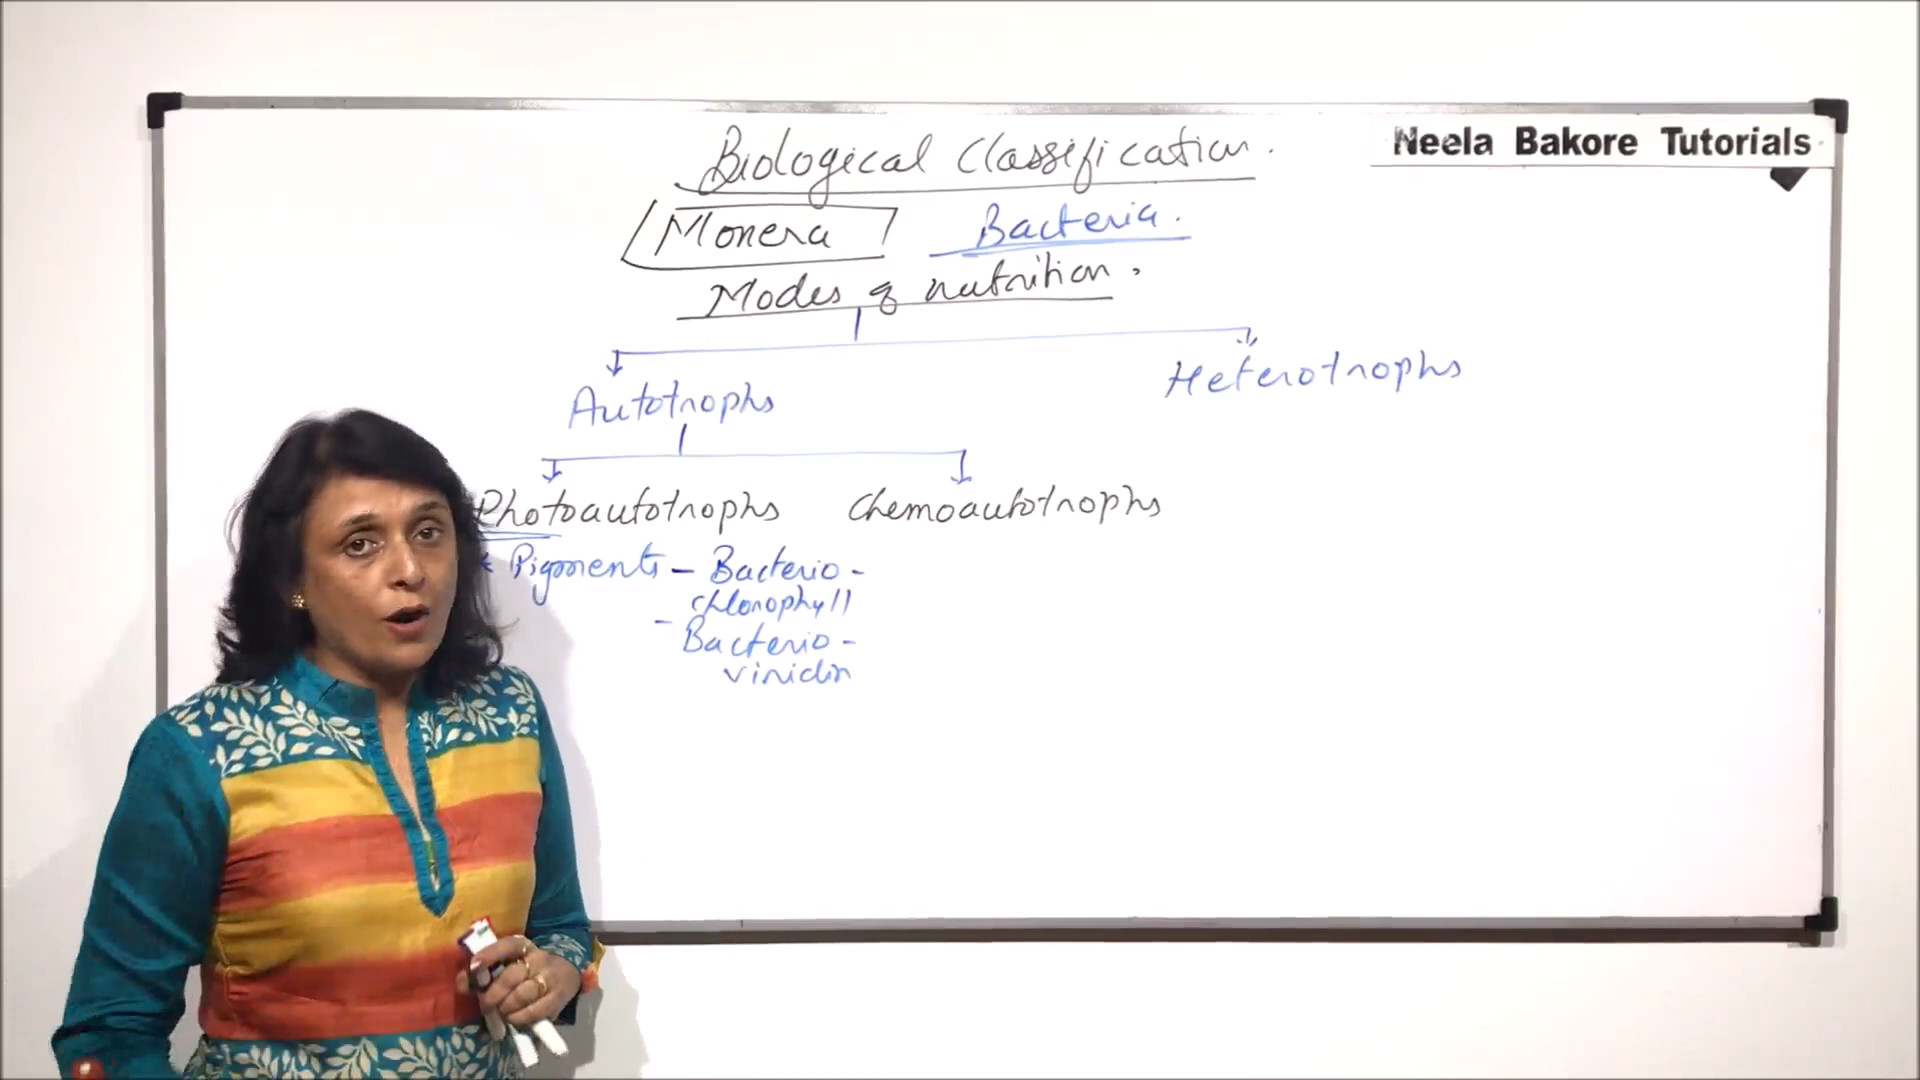 Biological Classification.
Neela Bakore Tutorials
Monera Bacteria.
Modes of nutrition.
Autotrophs Heterotrophs
Photoautotrophs Chemoautotrophs
* Pigments - Bacterio -
chlorophyll
- Bacterio -
viridin